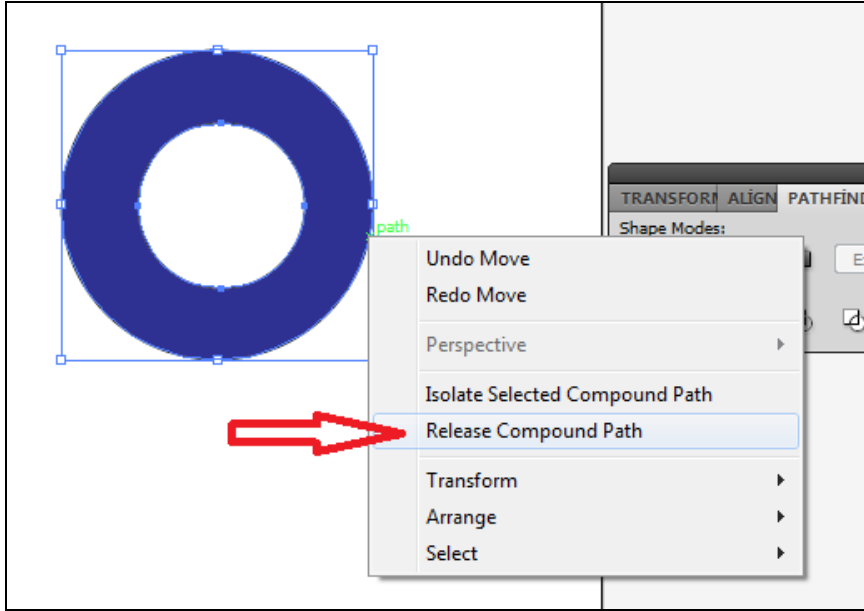 path
TRANSFORM ALİGN PATHFİND
Shape Modes:
Undo Move
Redo Move
Perspective
Isolate Selected Compound Path
Release Compound Path
Transform
Arrange
Select